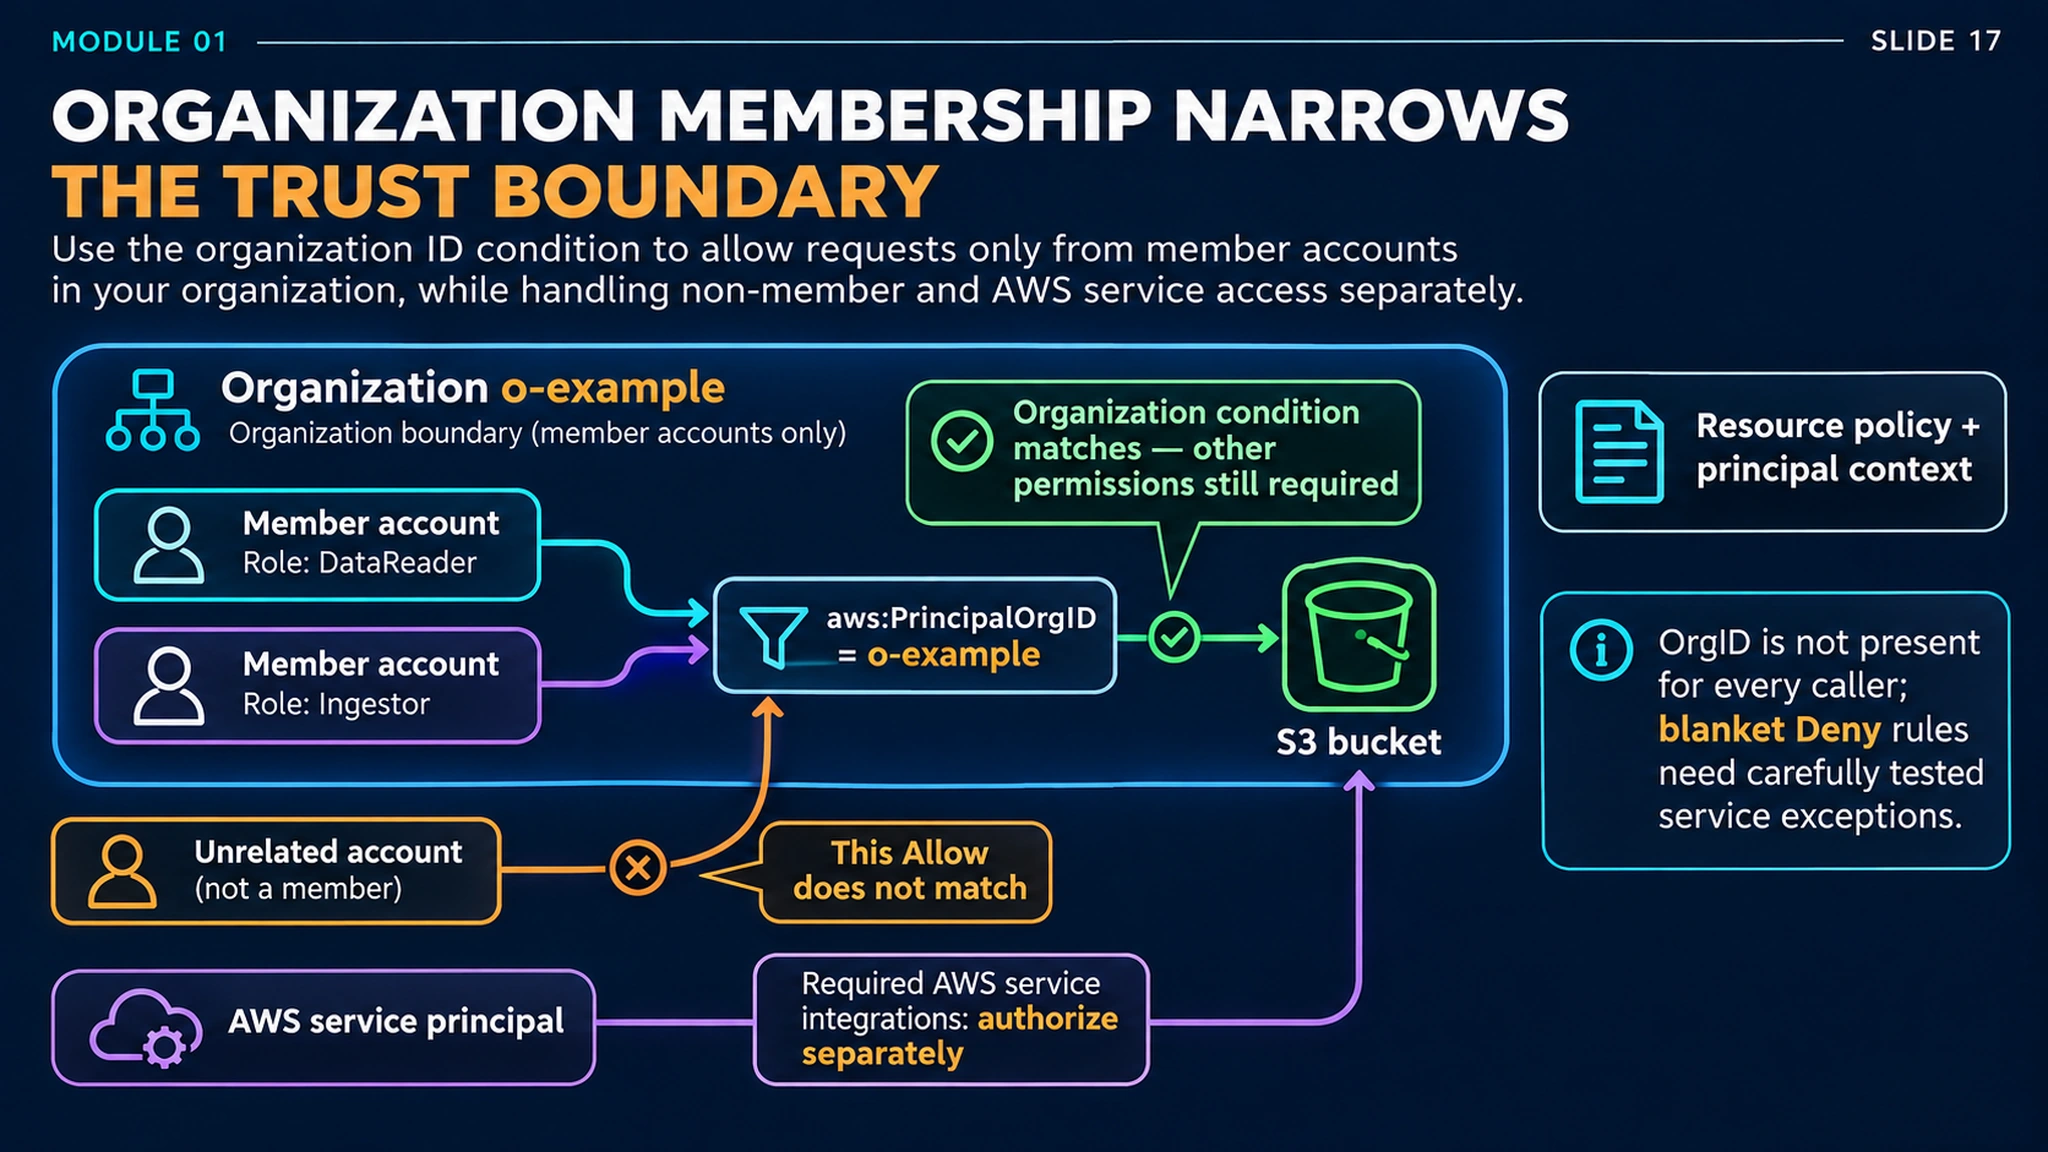 MODULE 01
SLIDE 17
ORGANIZATION MEMBERSHIP NARROWS
THE TRUST BOUNDARY
Use the organization ID condition to allow requests only from member accounts
in your organization, while handling non-member and AWS service access separately.
Organization o-example
Organization boundary (member accounts only)
Organization condition
matches — other
permissions still required
Resource policy +
principal context
Member account
Role: DataReader
Member account
Role: Ingestor
aws:PrincipalOrgID
= o-example
S3 bucket
OrgID is not present
for every caller;
blanket Deny rules
need carefully tested
service exceptions.
Unrelated account
(not a member)
This Allow
does not match
AWS service principal
Required AWS service
integrations: authorize
separately